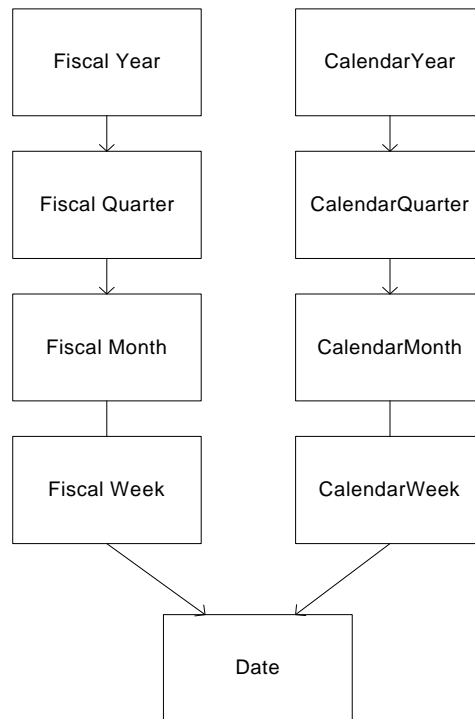 Fiscal Year
CalendarYear
Fiscal Quarter
CalendarQuarter
Fiscal Month
CalendarMonth
Fiscal Week
CalendarWeek
Date